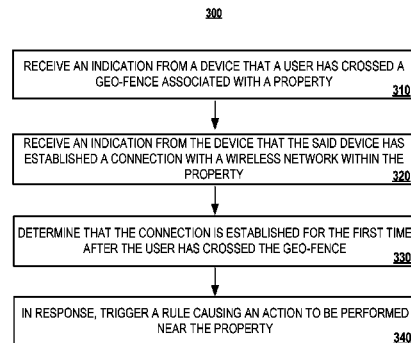 300
RECEIVE AN INDICATION FROM A DEVICE THAT A USER HAS CROSSED A
GEO-FENCE ASSOCIATED WITH A PROPERTY
310
RECEIVE AN INDICATION FROM THE DEVICE THAT THE SAID DEVICE HAS
ESTABLISHED A CONNECTION WITH A WIRELESS NETWORK WITHIN THE
PROPERTY
320
DETERMINE THAT THE CONNECTION IS ESTABLISHED FOR THE FIRST TIME
AFTER THE USER HAS CROSSED THE GEO-FENCE
330
IN RESPONSE, TRIGGER A RULE CAUSING AN ACTION TO BE PERFORMED
NEAR THE PROPERTY
340